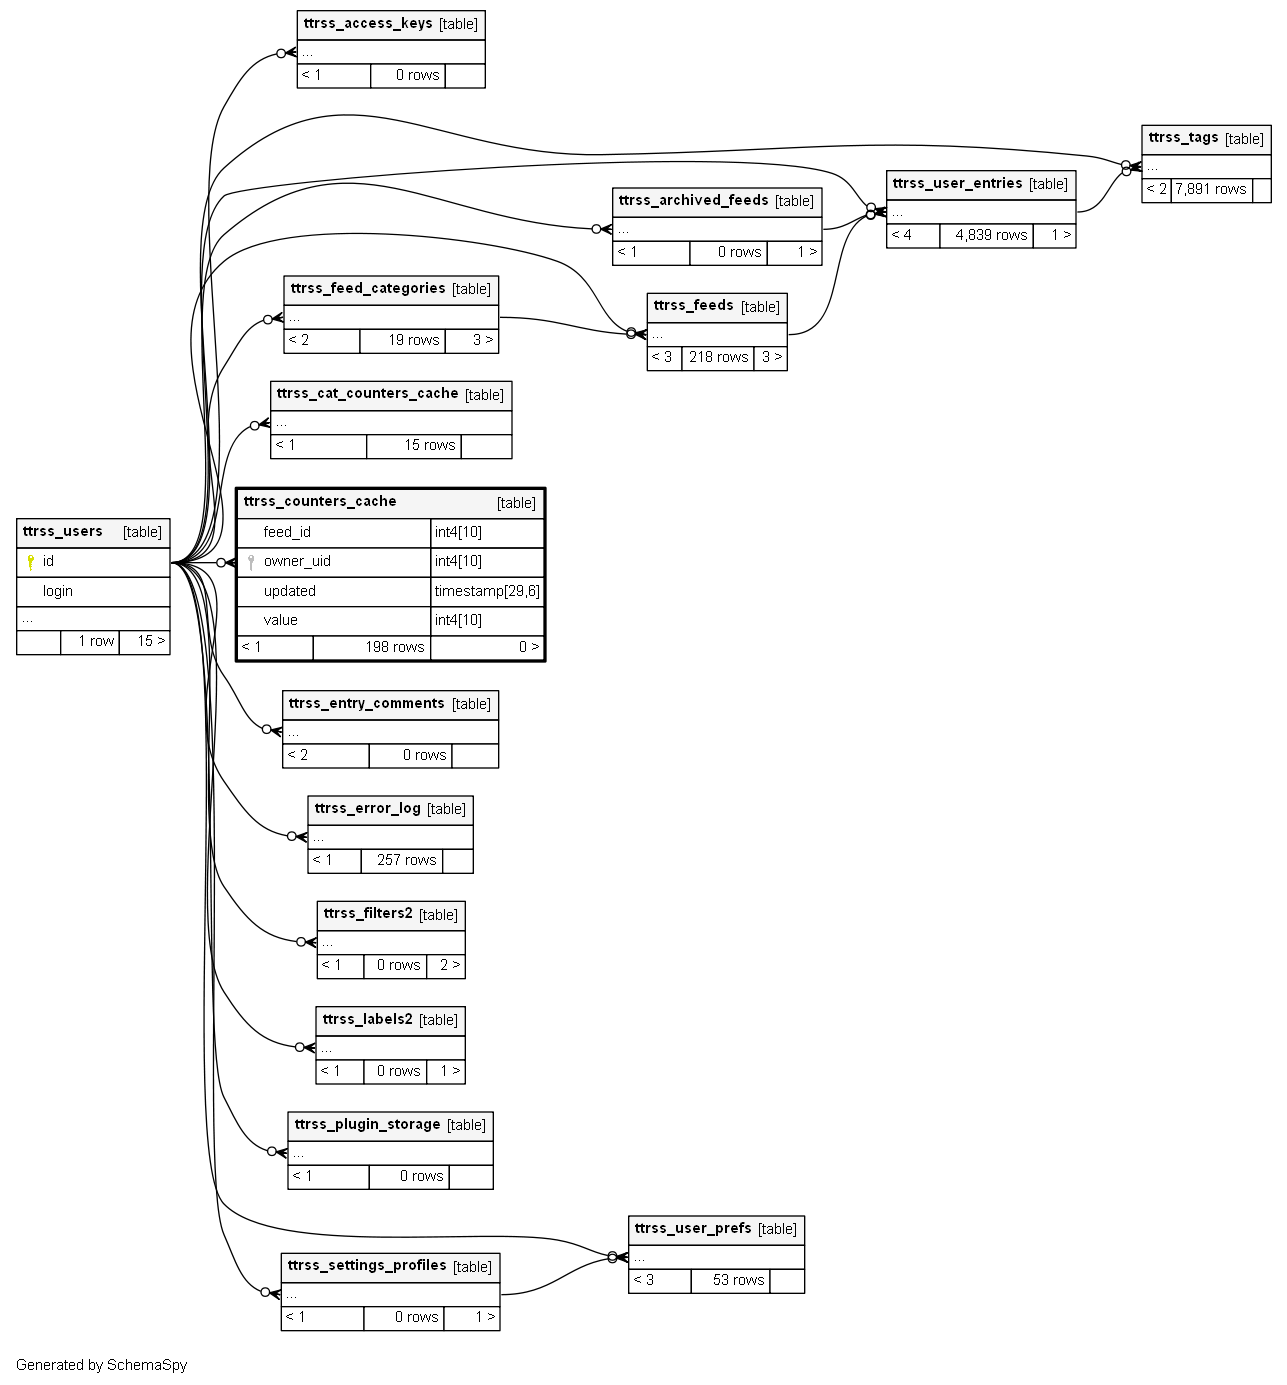 ttrss_access_keys [table]
...
< 1 0 rows
ttrss_tags [table]
...
< 2 7,891 rows
ttrss_user_entries [table]
...
< 4 4,839 rows 1 >
ttrss_archived_feeds [table]
...
< 1 0 rows 1 >
ttrss_feed_categories [table]
...
< 2 19 rows 3 >
ttrss_feeds [table]
...
< 3 218 rows 3 >
ttrss_cat_counters_cache [table]
...
< 1 15 rows
ttrss_counters_cache [table]
feed_id int4[10]
owner_uid int4[10]
updated timestamp[29,6]
value int4[10]
< 1 198 rows 0 >
ttrss_users [table]
id
login
...
1 row 15 >
ttrss_entry_comments [table]
...
< 2 0 rows
ttrss_error_log [table]
...
< 1 257 rows
ttrss_filters2 [table]
...
< 1 0 rows 2 >
ttrss_labels2 [table]
...
< 1 0 rows 1 >
ttrss_plugin_storage [table]
...
< 1 0 rows
ttrss_user_prefs [table]
...
< 3 53 rows
ttrss_settings_profiles [table]
...
< 1 0 rows 1 >
Generated by SchemaSpy